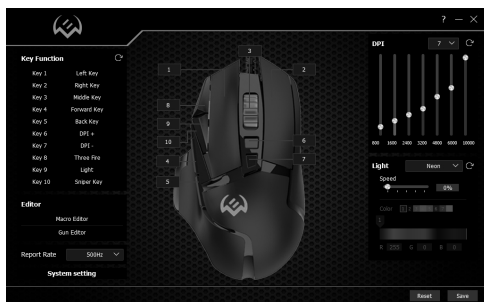 ? — ×
Key Function
Key 1 Left Key
Key 2 Right Key
Key 3 Middle Key
Key 4 Forward Key
Key 5 Back Key
Key 6 DPI +
Key 7 DPI -
Key 8 Three Fire
Key 9 Light
Key 10 Sniper Key
Editor
Macro Editor
Gun Editor
Report Rate 500Hz
System setting
3
1
2
8
9
10
6
4
7
5
DPI 7
800 1600 2400 3200 4800 6000 10000
Light Neon
Speed
0%
Color
R 255 G 0 B 0
Reset Save